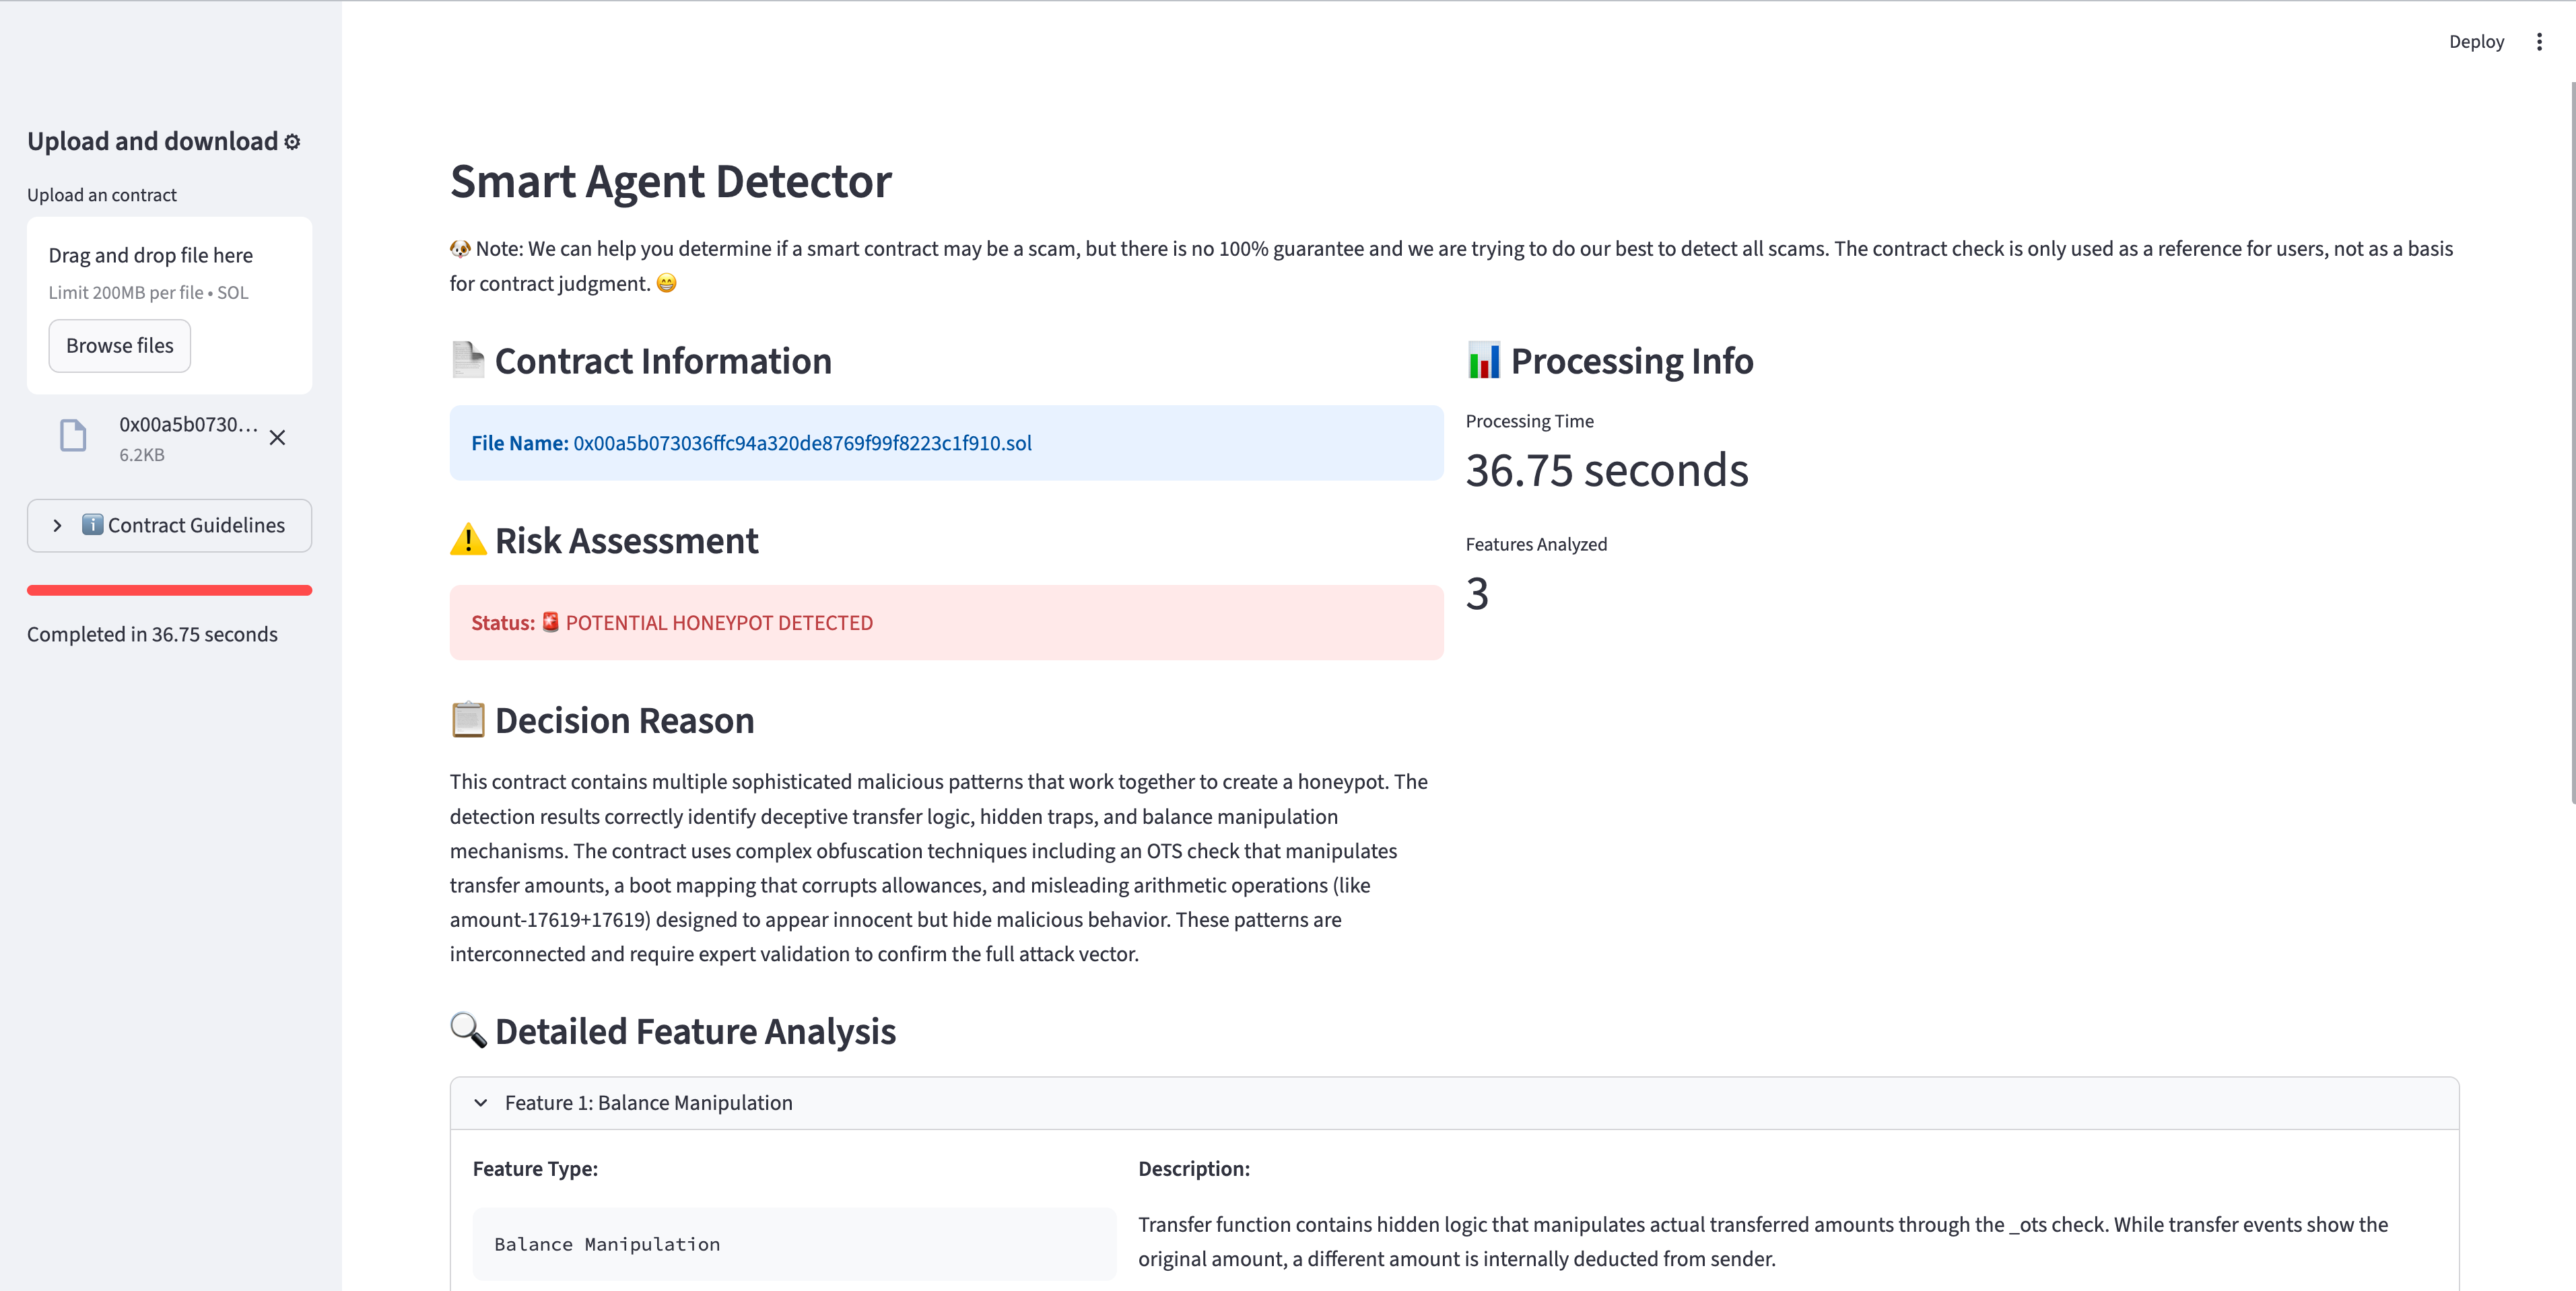 Deploy
Upload and download
Upload an contract
Drag and drop file here
Limit 200MB per file • SOL
Browse files
0x00a5b0730...
6.2KB
Contract Guidelines
Completed in 36.75 seconds
Smart Agent Detector
Note: We can help you determine if a smart contract may be a scam, but there is no 100% guarantee and we are trying to do our best to detect all scams. The contract check is only used as a reference for users, not as a basis
for contract judgment.
Contract Information
File Name: 0x00a5b073036ffc94a320de8769f99f8223c1f910.sol
Risk Assessment
Status: POTENTIAL HONEYPOT DETECTED
Decision Reason
This contract contains multiple sophisticated malicious patterns that work together to create a honeypot. The
detection results correctly identify deceptive transfer logic, hidden traps, and balance manipulation
mechanisms. The contract uses complex obfuscation techniques including an OTS check that manipulates
transfer amounts, a boot mapping that corrupts allowances, and misleading arithmetic operations (like
amount-17619+17619) designed to appear innocent but hide malicious behavior. These patterns are
interconnected and require expert validation to confirm the full attack vector.
Processing Info
Processing Time
36.75 seconds
Features Analyzed
3
Detailed Feature Analysis
Feature 1: Balance Manipulation
Feature Type:
Balance Manipulation
Description:
Transfer function contains hidden logic that manipulates actual transferred amounts through the _ots check. While transfer events show the
original amount, a different amount is internally deducted from sender.